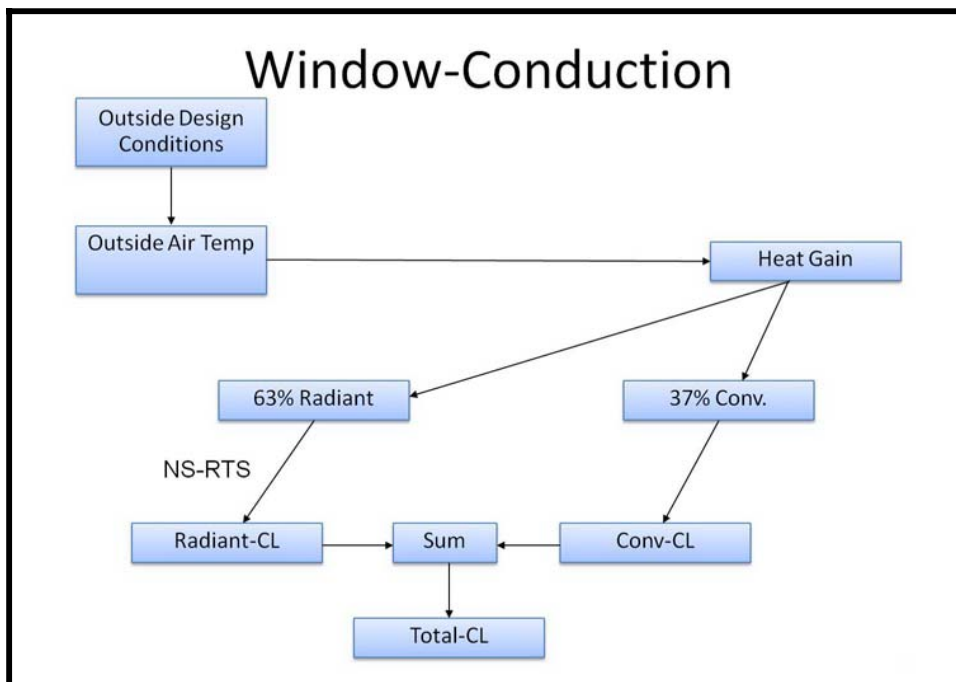 Window-Conduction
Outside Design
Conditions
Outside Air Temp
Heat Gain
63% Radiant
37% Conv.
NS-RTS
Radiant-CL
Sum
Conv-CL
Total-CL